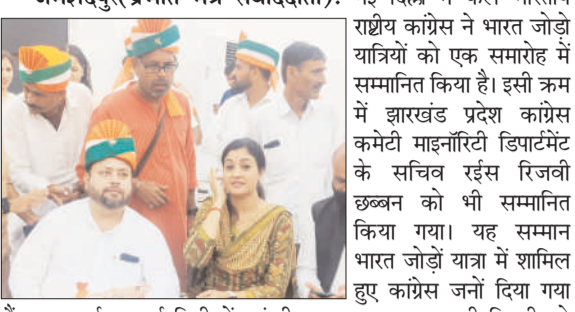 राष्ट्रीय कांग्रेस ने भारत जोड़ो
यात्रियों को एक समारोह में
सम्मानित किया है। इसी क्रम
में झारखंड प्रदेश कांग्रेस
कमेटी माइनॉरिटी डिपार्टमेंट
के सचिव रईस रिजवी
छब्बन को भी सम्मानित
किया गया। यह सम्मान
भारत जोड़ों यात्रा में शामिल
हुए कांग्रेस जनों दिया गया